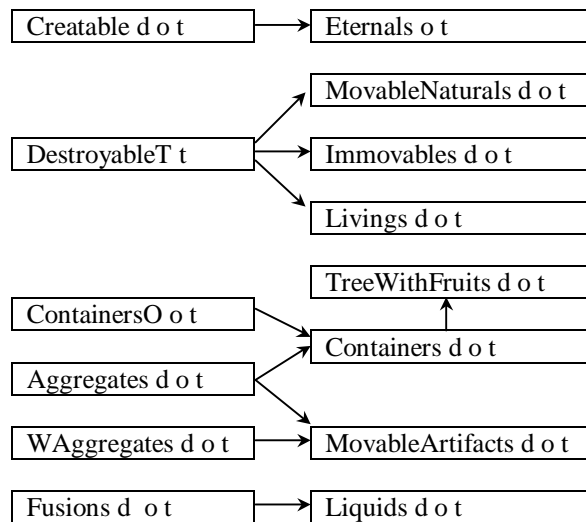 Creatable d o t
Eternals o t
MovableNaturals d o t
DestroyableT t
Immovables d o t
Livings d o t
TreeWithFruits d o t
ContainersO o t
Containers d o t
Aggregates d o t
WAggregates d o t
MovableArtifacts d o t
Fusions d o t
Liquids d o t